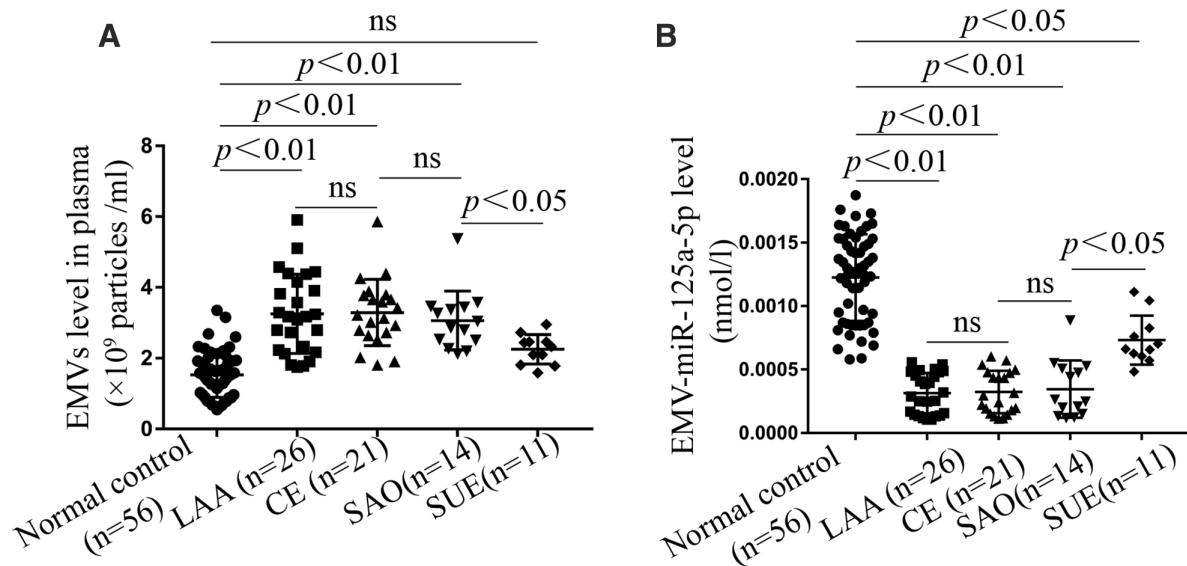 A
ns
p<0.01
p<0.01
p<0.01
ns
ns
p<0.05
EMVs level in plasma
(×10⁹ particles /ml)
8
6
4
2
0
Normal control
(n=56)
LAA (n=26)
CE (n=21)
SAO(n=14)
SUE(n=11)
B
p<0.05
p<0.01
p<0.01
p<0.01
p<0.05
ns
ns
EMV-miR-125a-5p level
(nmol/l)
0.0020
0.0015
0.0010
0.0005
0.0000
Normal control
(n=56)
LAA (n=26)
CE (n=21)
SAO(n=14)
SUE(n=11)